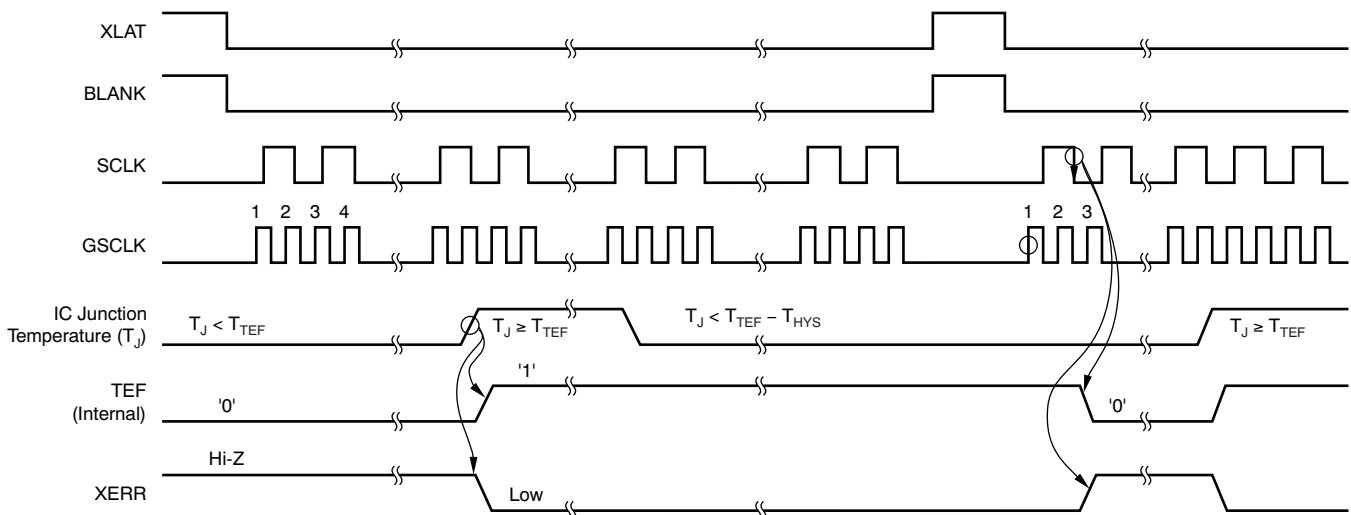 XLAT
BLANK
SCLK
1 2 3 4
1 2 3
GSCLK
IC Junction
Temperature (TJ)
TJ < TTEF
TJ ≥ TTEF
TJ < TTEF – THYS
TJ ≥ TTEF
TEF
(Internal)
'0'
'1'
'0'
XERR
Hi-Z
Low